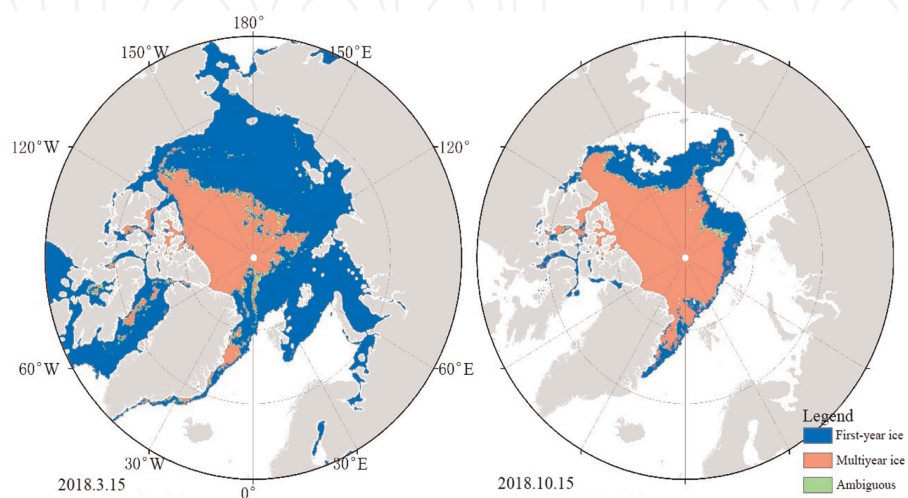 180°
150°W
150°E
120°W
120°
60°W
60°E
30°W
30°E
0°
2018.3.15
2018.10.15
Legend
First-year ice
Multiyear ice
Ambiguous